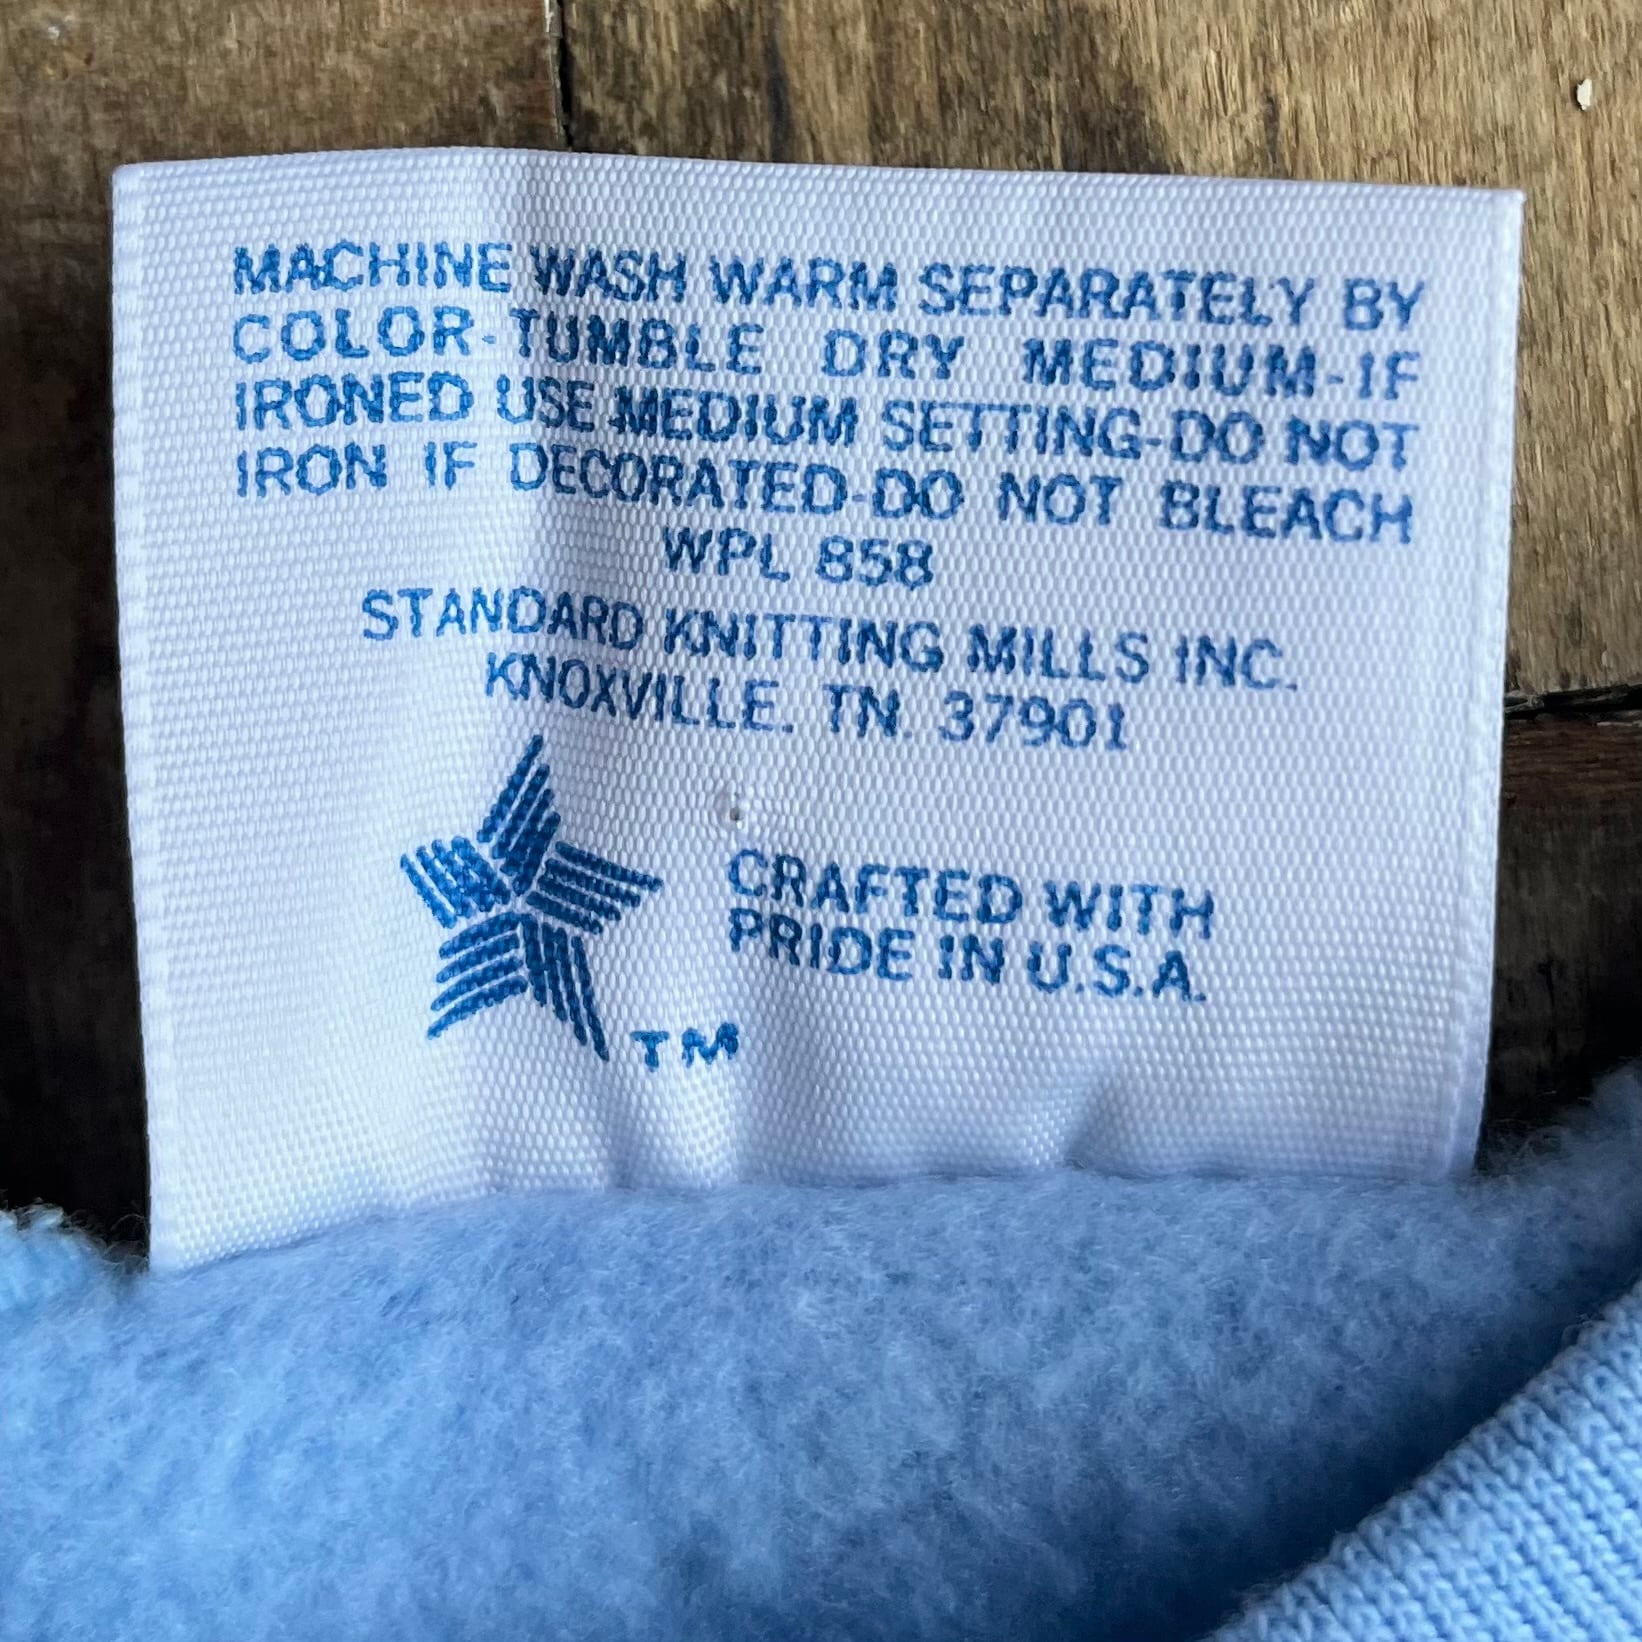 MACHINE WASH WARM SEPARATELY BY
COLOR-TUMBLE DRY MEDIUM-IF
IRONED USE MEDIUM SETTING-DO NOT
IRON IF DECORATED-DO NOT BLEACH
WPL 858
STANDARD KNITTING MILLS INC.
KNOXVILLE. TN 37901
CRAFTED WITH
PRIDE IN U.S.A.
TM